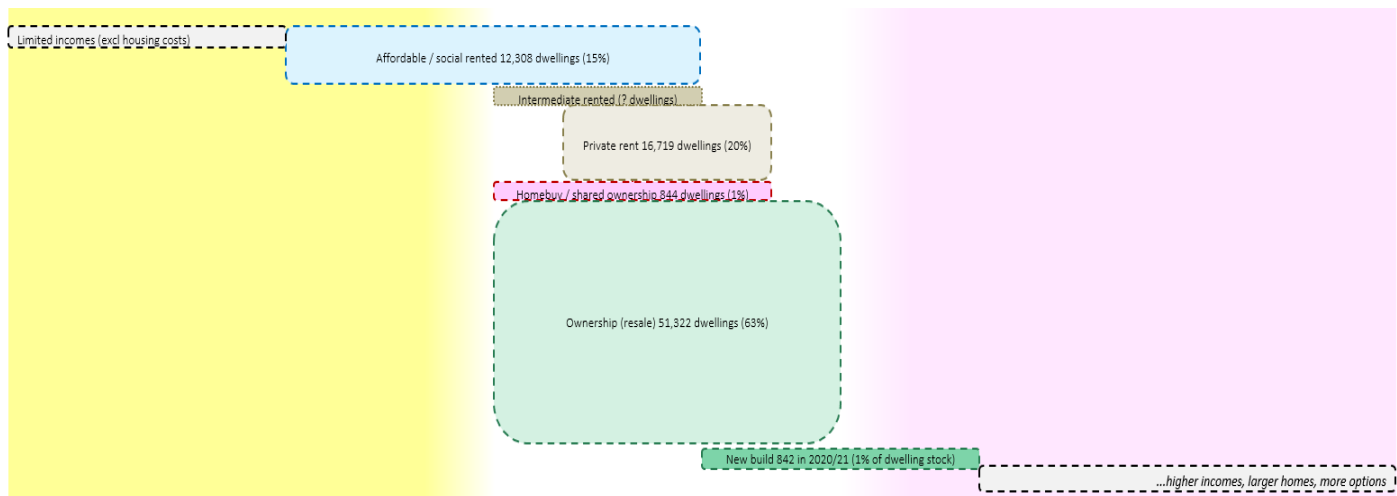 Limited incomes (excl housing costs)
Affordable / social rented 12,308 dwellings (15%)
Intermediate rented (? dwellings)
Private rent 16,719 dwellings (20%)
Homebuy / shared ownership 844 dwellings (1%)
Ownership (resale) 51,322 dwellings (63%)
New build 842 in 2020/21 (1% of dwelling stock)
...higher incomes, larger homes, more options